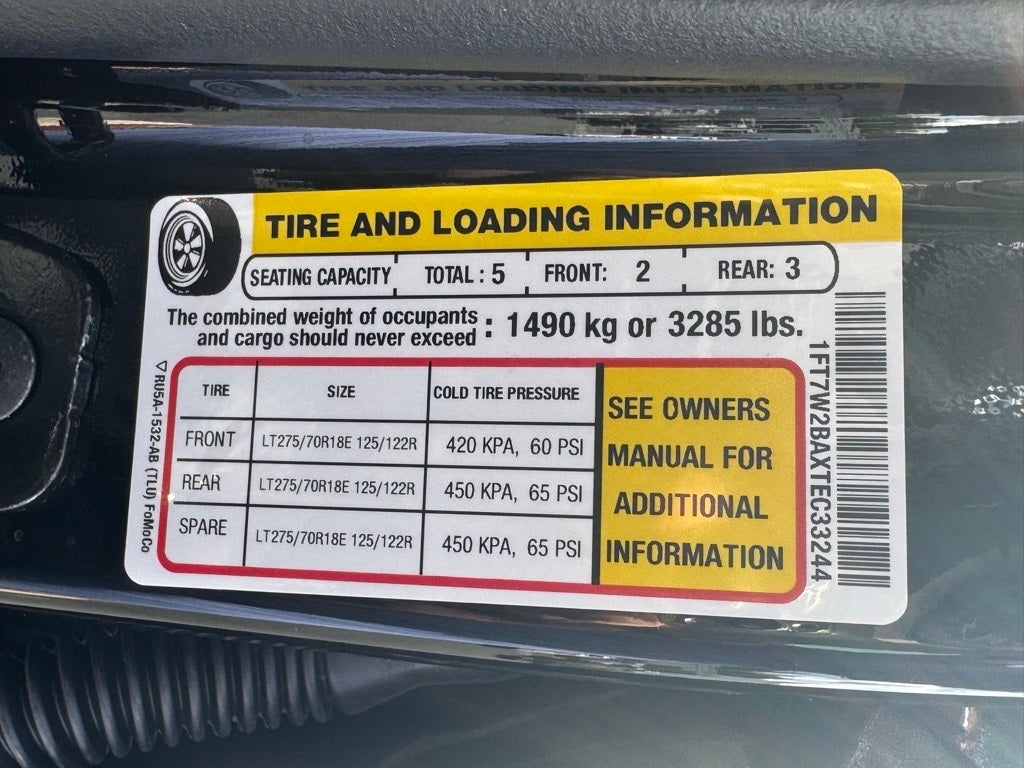 TIRE AND LOADING INFORMATION
SEATING CAPACITY TOTAL : 5 FRONT: 2 REAR: 3
The combined weight of occupants
and cargo should never exceed : 1490 kg or 3285 lbs.
TIRE SIZE COLD TIRE PRESSURE
FRONT LT275/70R18E 125/122R 420 KPA, 60 PSI
REAR LT275/70R18E 125/122R 450 KPA, 65 PSI
SPARE LT275/70R18E 125/122R 450 KPA, 65 PSI
SEE OWNERS
MANUAL FOR
ADDITIONAL
INFORMATION
1FT7W2BAXTEC33244
▽ RU5A-1532-AB (TLU) FoMoCo